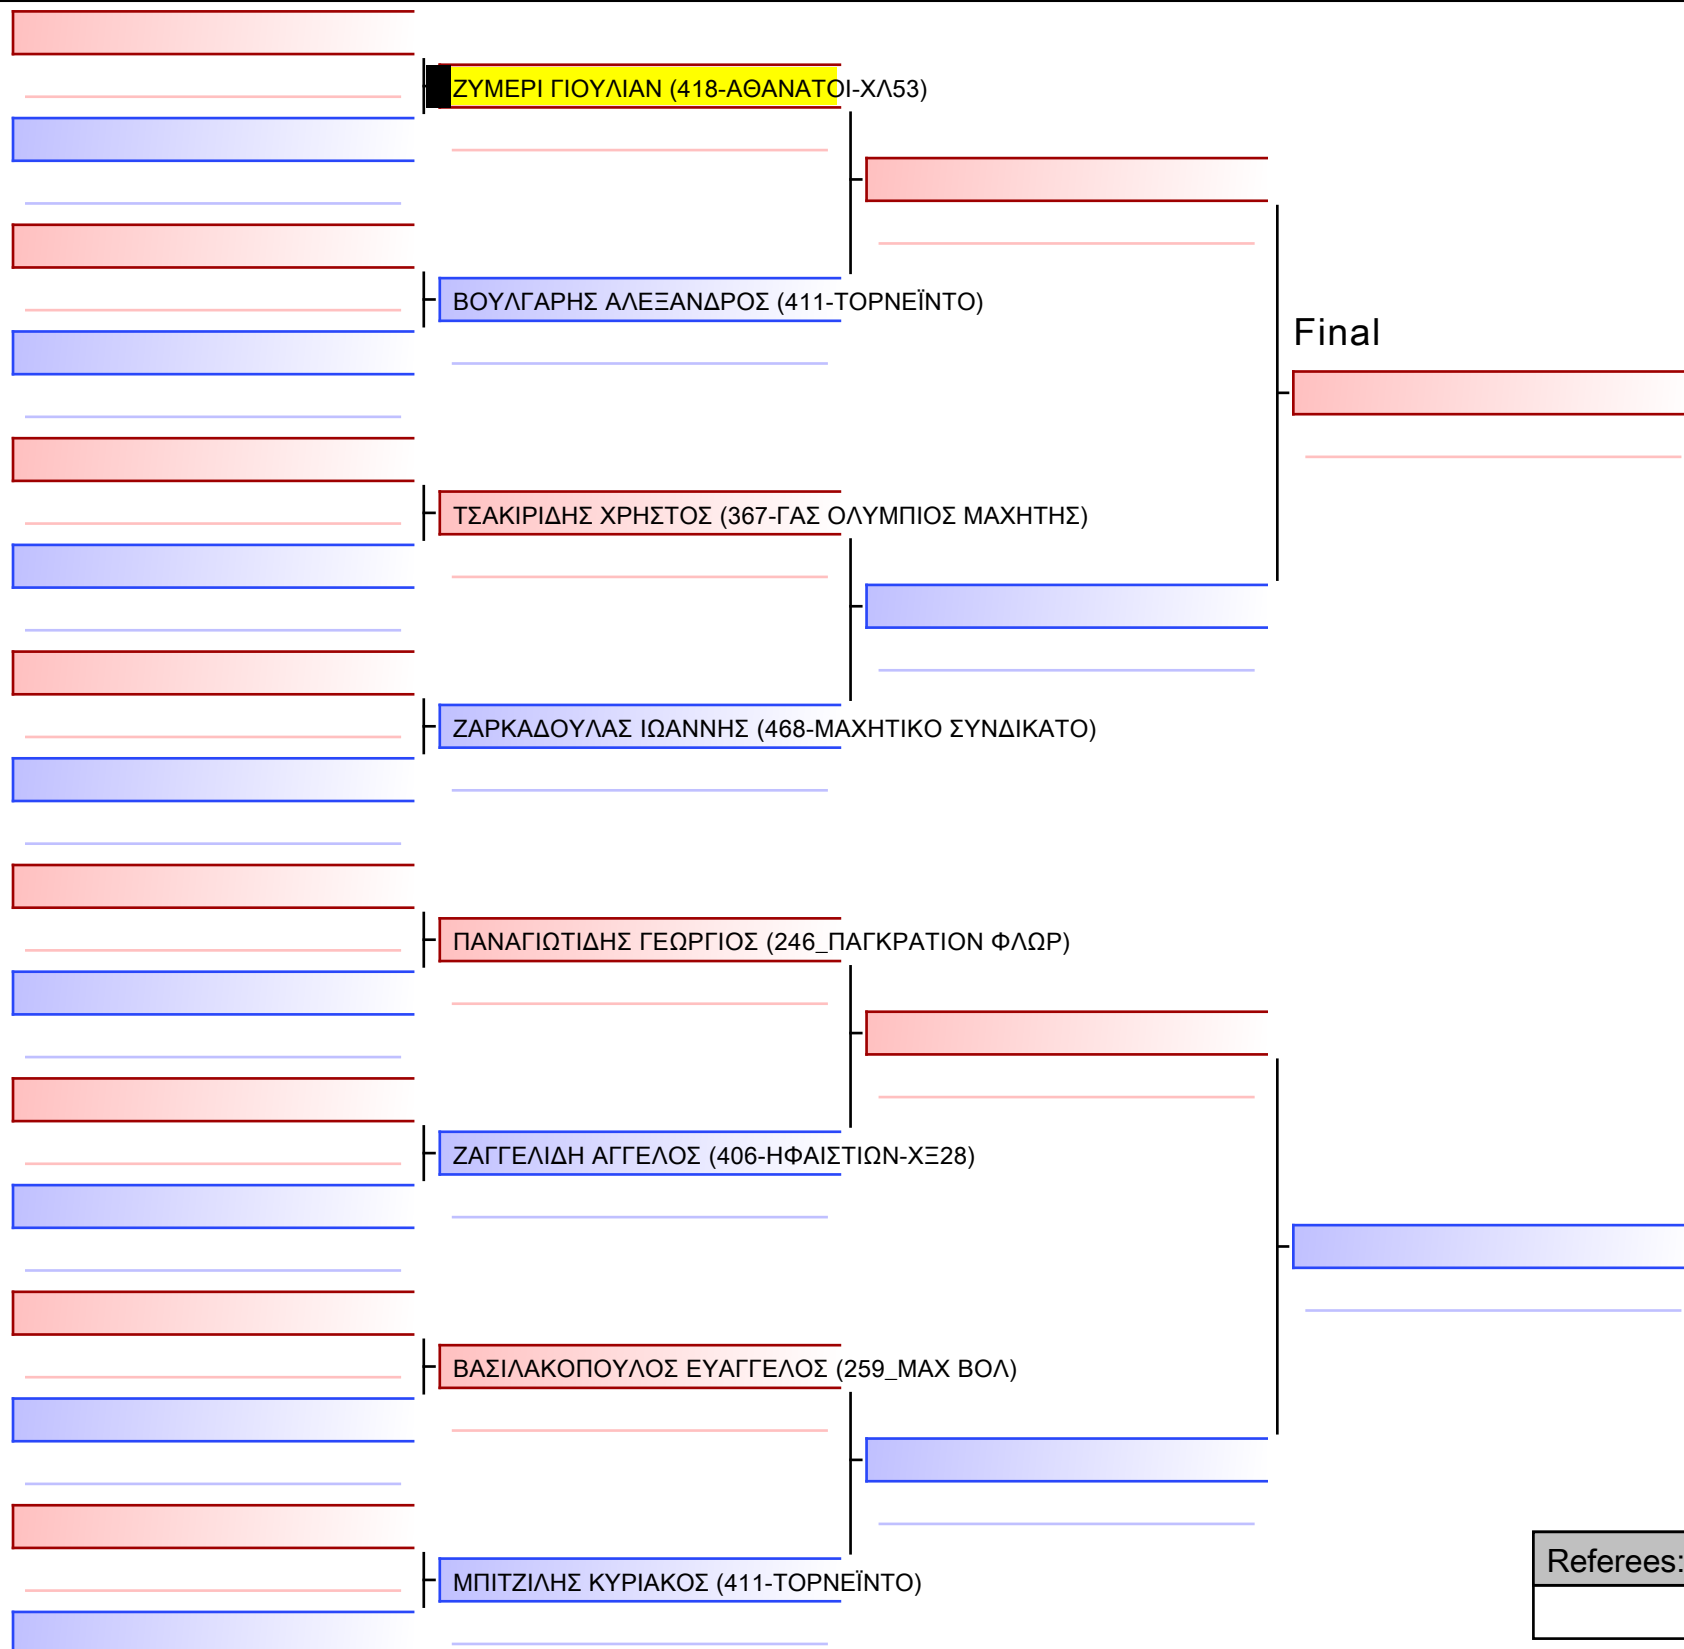 ΖΥΜΕΡΙ ΓΙΟΥΛΙΑΝ (418-ΑΘΑΝΑΤΟΙ-ΧΛ53)
ΒΟΥΛΓΑΡΗΣ ΑΛΕΞΑΝΔΡΟΣ (411-ΤΟΡΝΕΪΝΤΟ)
Final
ΤΣΑΚΙΡΙΔΗΣ ΧΡΗΣΤΟΣ (367-ΓΑΣ ΟΛΥΜΠΙΟΣ ΜΑΧΗΤΗΣ)
ΖΑΡΚΑΔΟΥΛΑΣ ΙΩΑΝΝΗΣ (468-ΜΑΧΗΤΙΚΟ ΣΥΝΔΙΚΑΤΟ)
ΠΑΝΑΓΙΩΤΙΔΗΣ ΓΕΩΡΓΙΟΣ (246_ΠΑΓΚΡΑΤΙΟΝ ΦΛΩΡ)
ΖΑΓΓΕΛΙΔΗ ΑΓΓΕΛΟΣ (406-ΗΦΑΙΣΤΙΩΝ-ΧΞ28)
ΒΑΣΙΛΑΚΟΠΟΥΛΟΣ ΕΥΑΓΓΕΛΟΣ (259_ΜΑΧ ΒΟΛ)
Referees:
ΜΠΙΤΖΙΛΗΣ ΚΥΡΙΑΚΟΣ (411-ΤΟΡΝΕΪΝΤΟ)